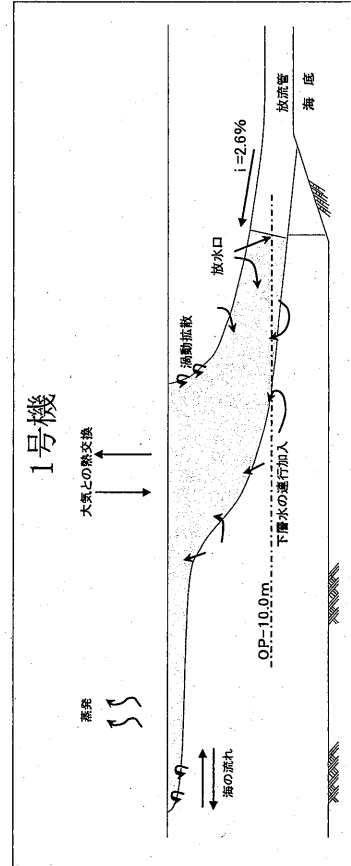 1号機
蒸発
大気との熱交換
渦動拡散
放水口
i=2.6%
放流管
海底
海の流れ
OP-10.0m
下層水の連行加入